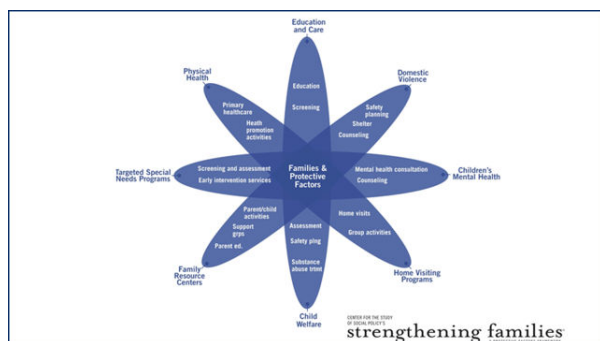 Education
and Care
Physical
Health
Domestic
Violence
Education
Screening
Primary
healthcare
Heath
promotion
activities
Safety
planning
Shelter
Counseling
Targeted Special
Needs Programs
Screening and assessment
Early intervention services
Families &
Protective
Factors
Mental health consultation
Counseling
Children's
Mental Health
Parent/child
activities
Support
grps
Parent ed.
Assessment
Safety plng
Substance
abuse trtmt
Home visits
Group activities
Family
Resource
Centers
Home Visiting
Programs
Child
Welfare
CENTER FOR THE STUDY
OF SOCIAL POLICY'S
strengthening families